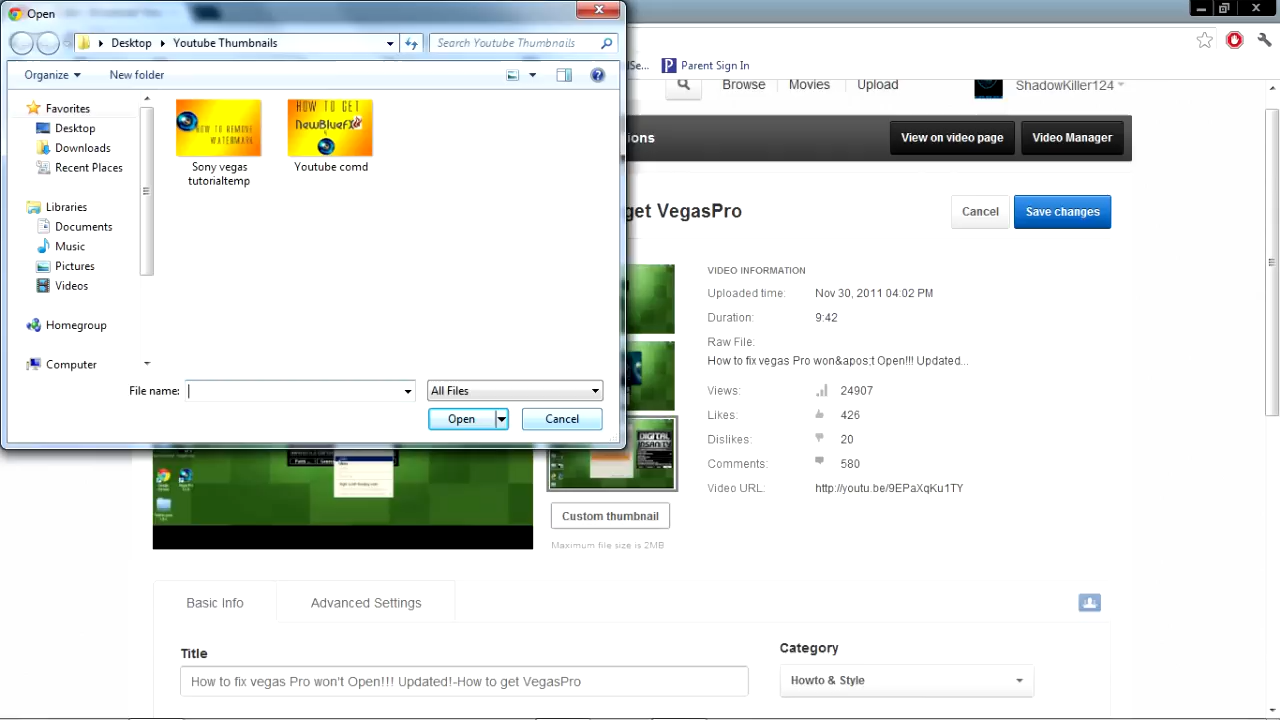 Open
Desktop Youtube Thumbnails
Search Youtube Thumbnails
Organize New folder
Favorites
Desktop
Downloads
Recent Places
Libraries
Documents
Music
Pictures
Videos
Homegroup
Computer
HOW TO REMOVE
WATERMARK
Sony vegas
tutorialtemp
HOW TO GET
NewBlueFX
Youtube comd
File name:
All Files
Open Cancel
Parent Sign In
Browse Movies Upload ShadowKiller124
View on video page Video Manager
get VegasPro
Cancel Save changes
VIDEO INFORMATION
Uploaded time: Nov 30, 2011 04:02 PM
Duration: 9:42
Raw File:
How to fix vegas Pro won&apos;t Open!!! Updated...
Views: 24907
Likes: 426
Dislikes: 20
Comments: 580
Video URL: http://youtu.be/9EPaXqKu1TY
DIGITAL
INSANITY
Custom thumbnail
Maximum file size is 2MB
Basic Info Advanced Settings
Title
How to fix vegas Pro won't Open!!! Updated!-How to get VegasPro
Category
Howto & Style